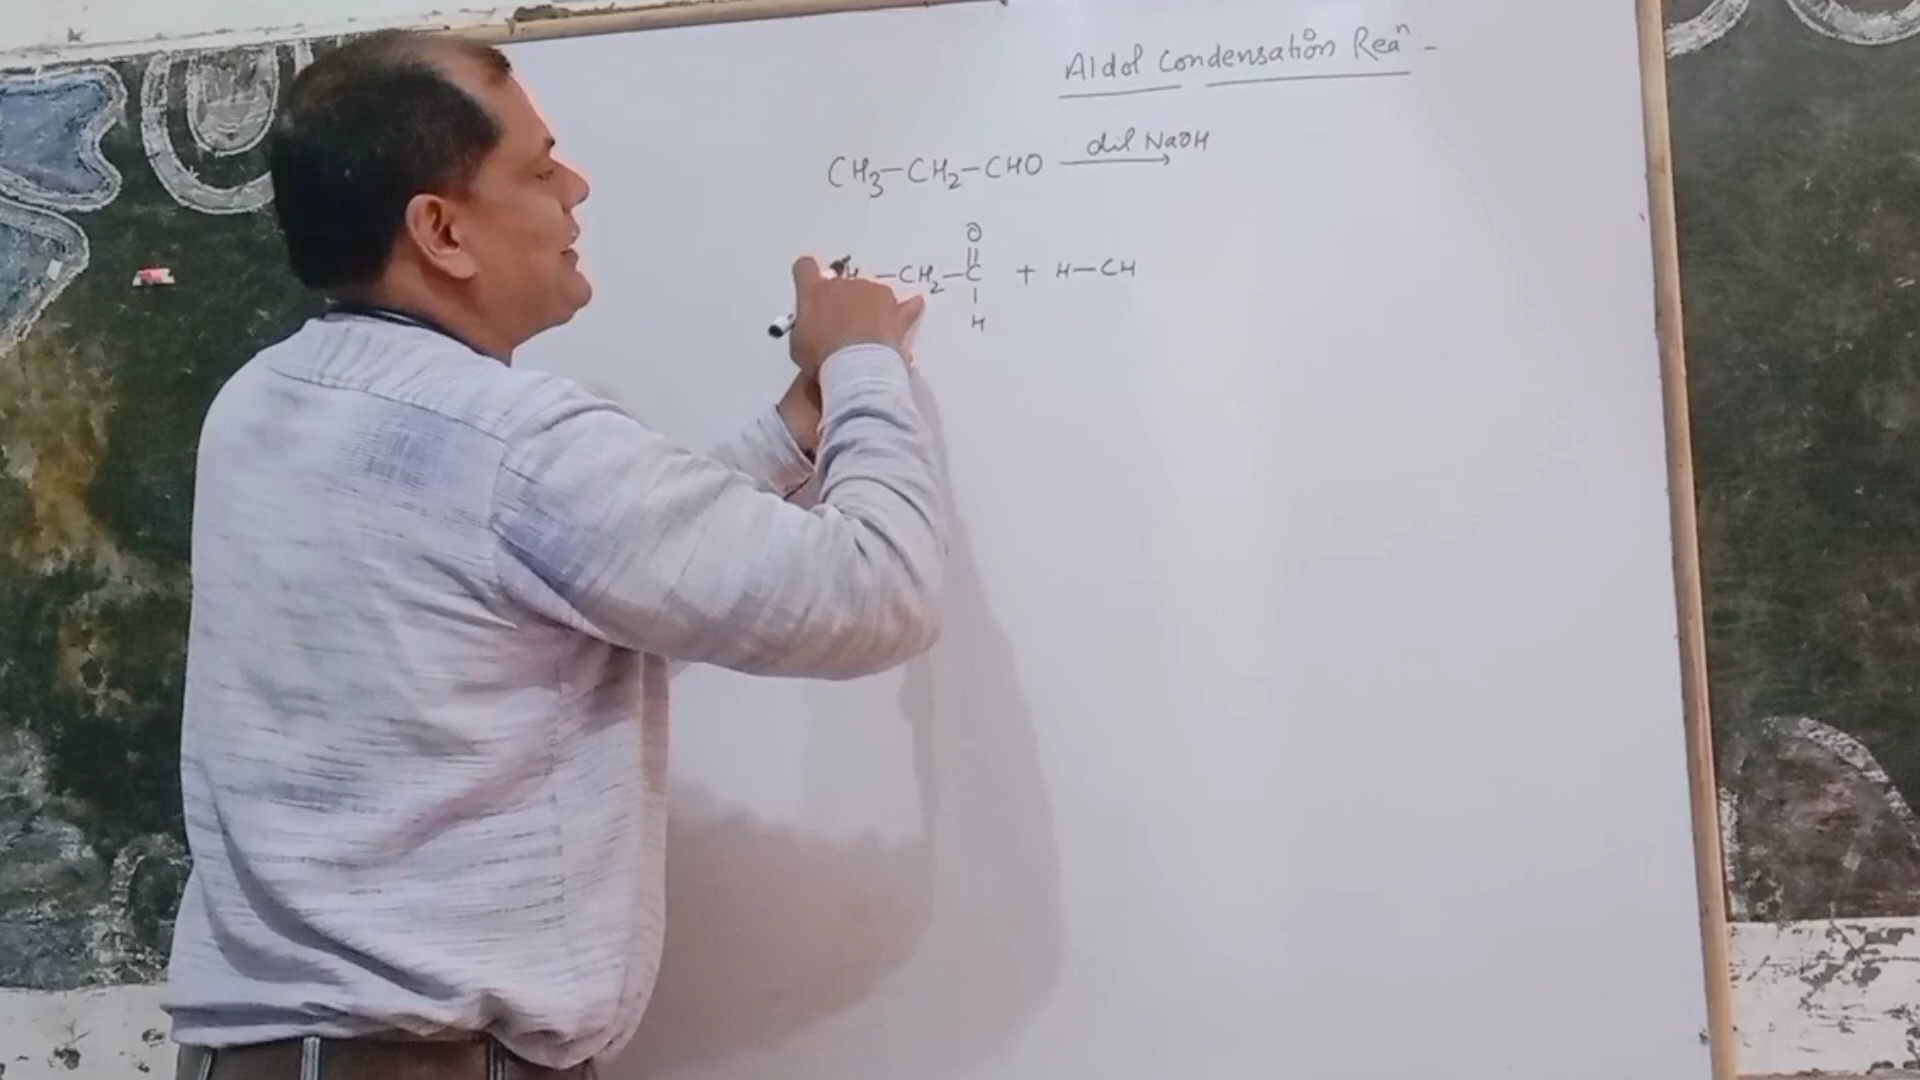 Aldol Condensation Reaⁿ -
CH₃-CH₂-CHO dil NaOH →
O
-CH₂-C + H-CH
H